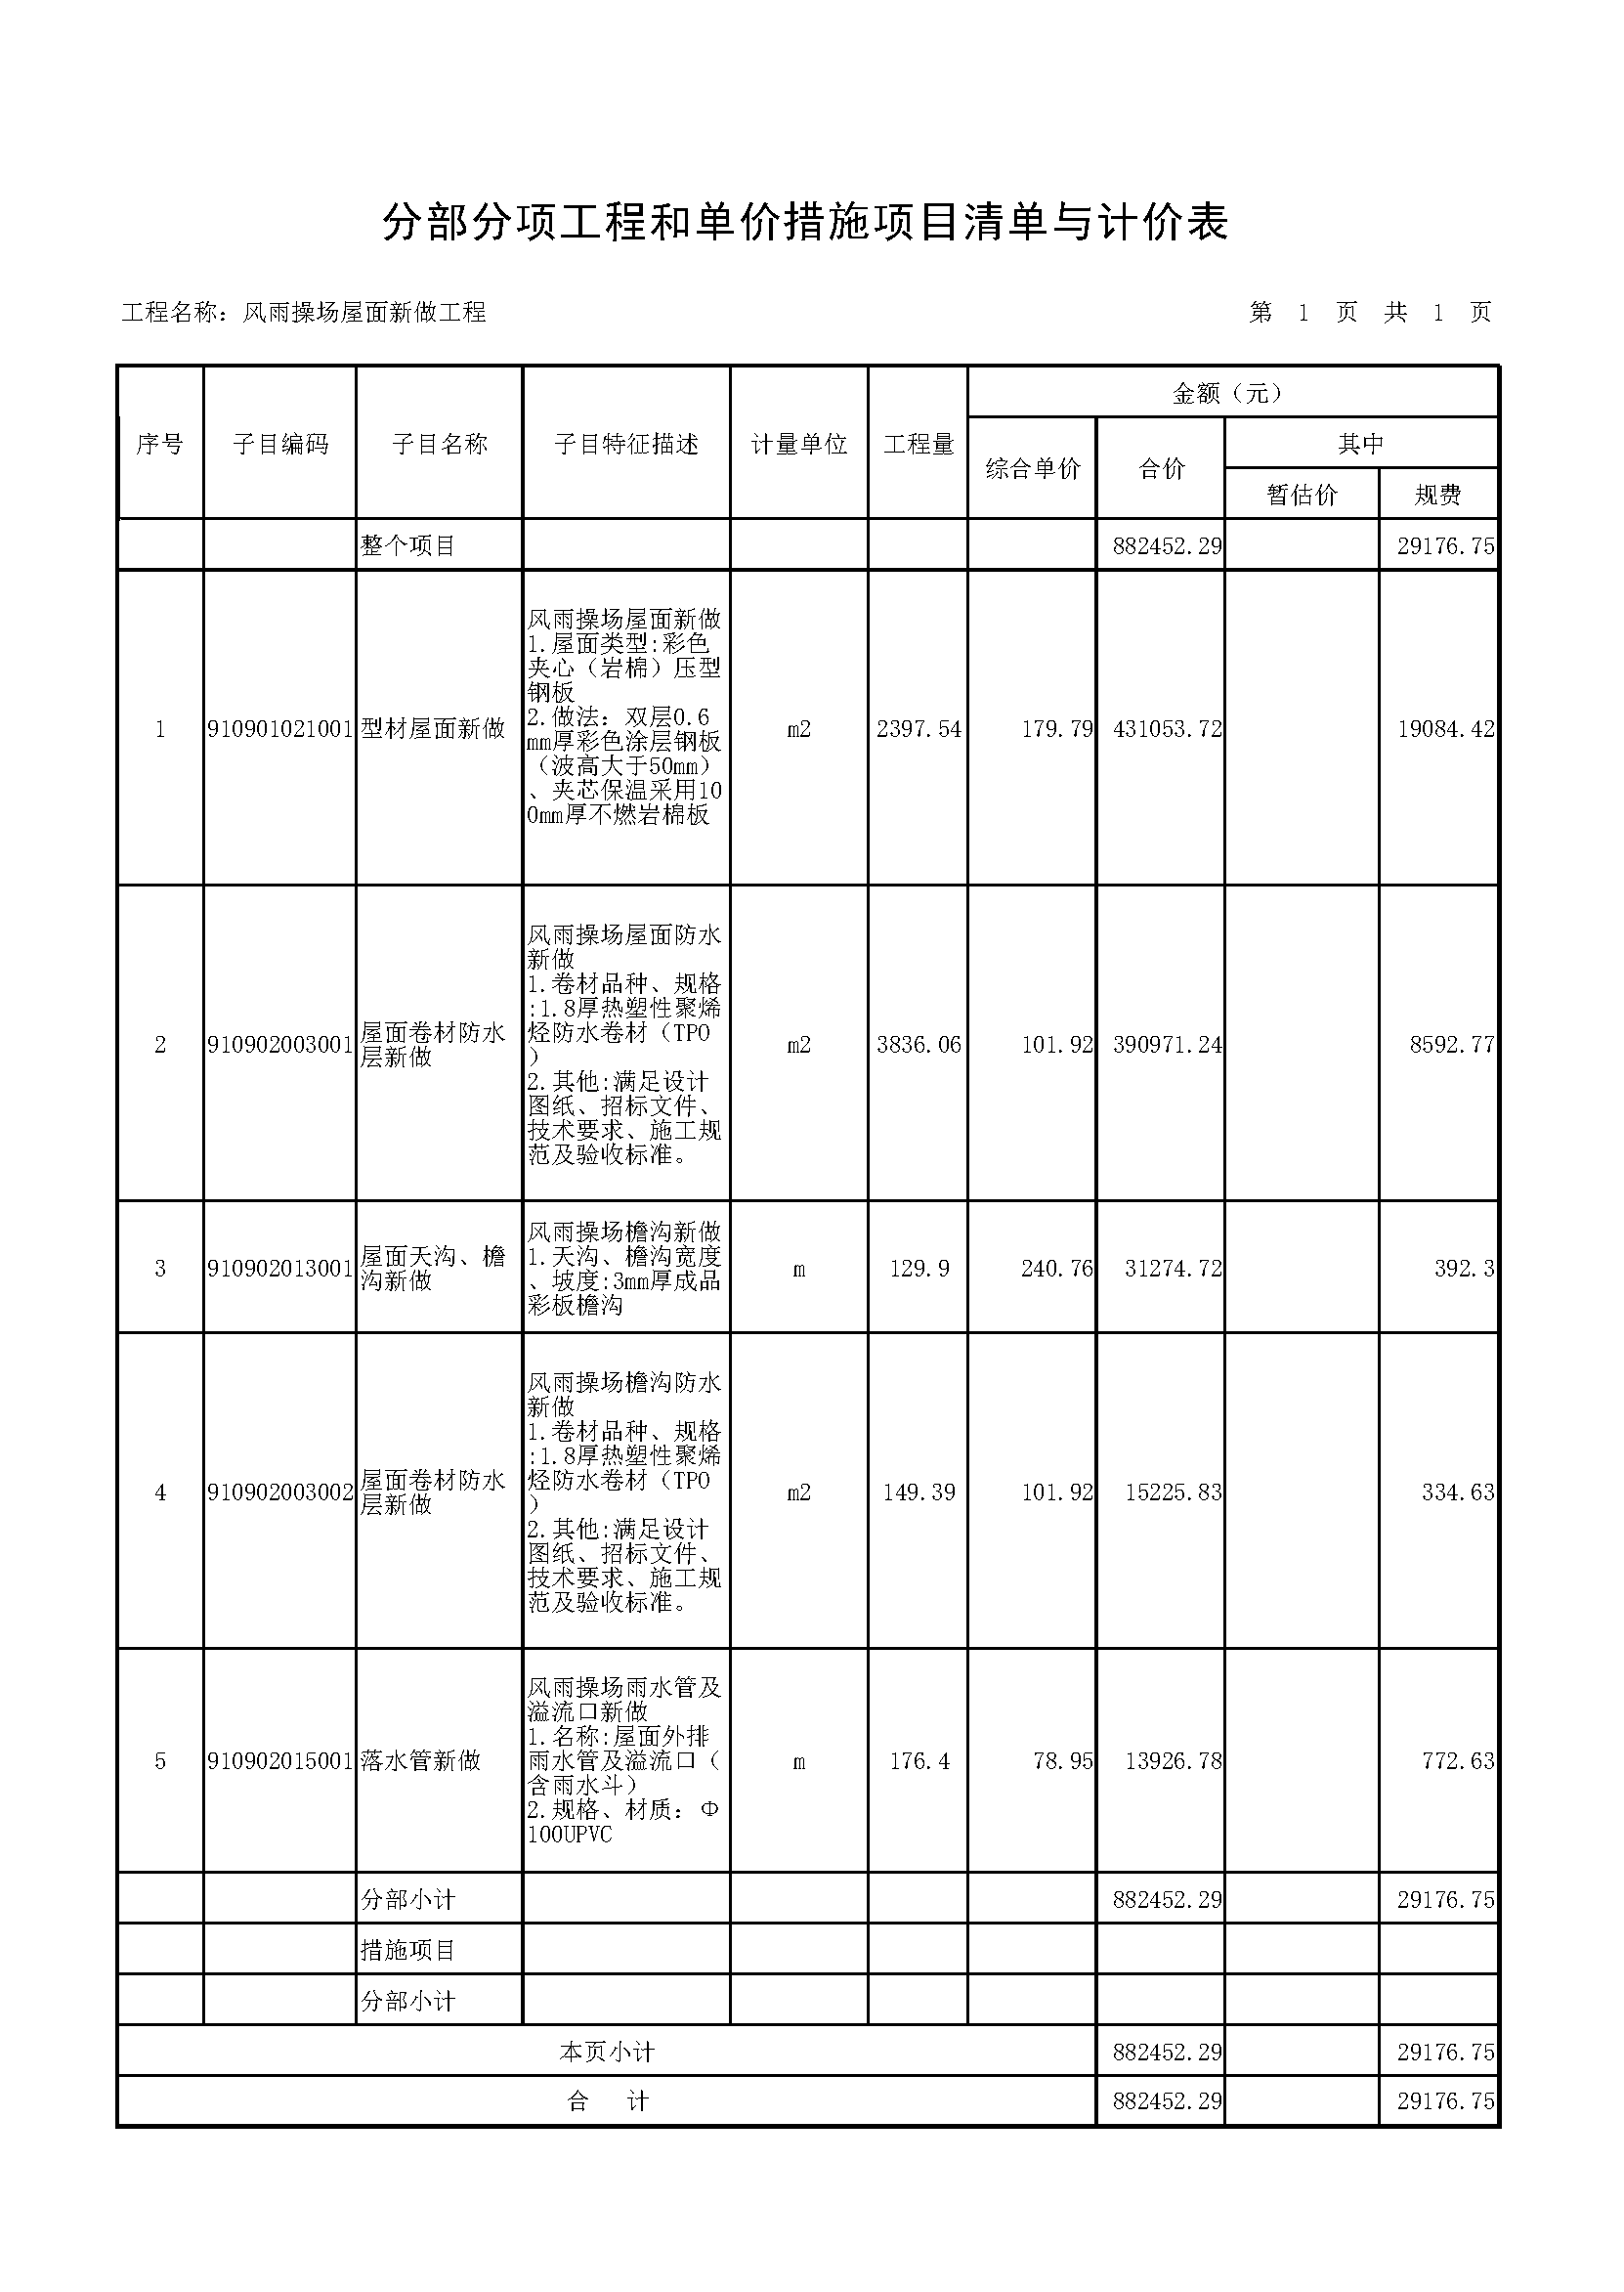 分部分项工程和单价措施项目清单与计价表
工程名称：风雨操场屋面新做工程 第 1 页 共 1 页
金额（元）
序号 子目编码 子目名称 子目特征描述 计量单位 工程量 综合单价 合价 其中
暂估价 规费
整个项目 882452.29 29176.75
风雨操场屋面新做
1.屋面类型:彩色
夹心（岩棉）压型
钢板
2.做法：双层0.6
1 910901021001 型材屋面新做 mm厚彩色涂层钢板 m2 2397.54 179.79 431053.72 19084.42
（波高大于50mm）
、夹芯保温采用10
0mm厚不燃岩棉板
风雨操场屋面防水
新做
1.卷材品种、规格
:1.8厚热塑性聚烯
2 910902003001 屋面卷材防水 烃防水卷材（TPO m2 3836.06 101.92 390971.24 8592.77
层新做 ）
2.其他:满足设计
图纸、招标文件、
技术要求、施工规
范及验收标准。
风雨操场檐沟新做
3 910902013001 屋面天沟、檐 1.天沟、檐沟宽度 m 129.9 240.76 31274.72 392.3
沟新做 、坡度:3mm厚成品
彩板檐沟
风雨操场檐沟防水
新做
1.卷材品种、规格
:1.8厚热塑性聚烯
4 910902003002 屋面卷材防水 烃防水卷材（TPO m2 149.39 101.92 15225.83 334.63
层新做 ）
2.其他:满足设计
图纸、招标文件、
技术要求、施工规
范及验收标准。
风雨操场雨水管及
溢流口新做
1.名称:屋面外排
5 910902015001 落水管新做 雨水管及溢流口（ m 176.4 78.95 13926.78 772.63
含雨水斗）
2.规格、材质：Φ
100UPVC
分部小计 882452.29 29176.75
措施项目
分部小计
本页小计 882452.29 29176.75
合 计 882452.29 29176.75